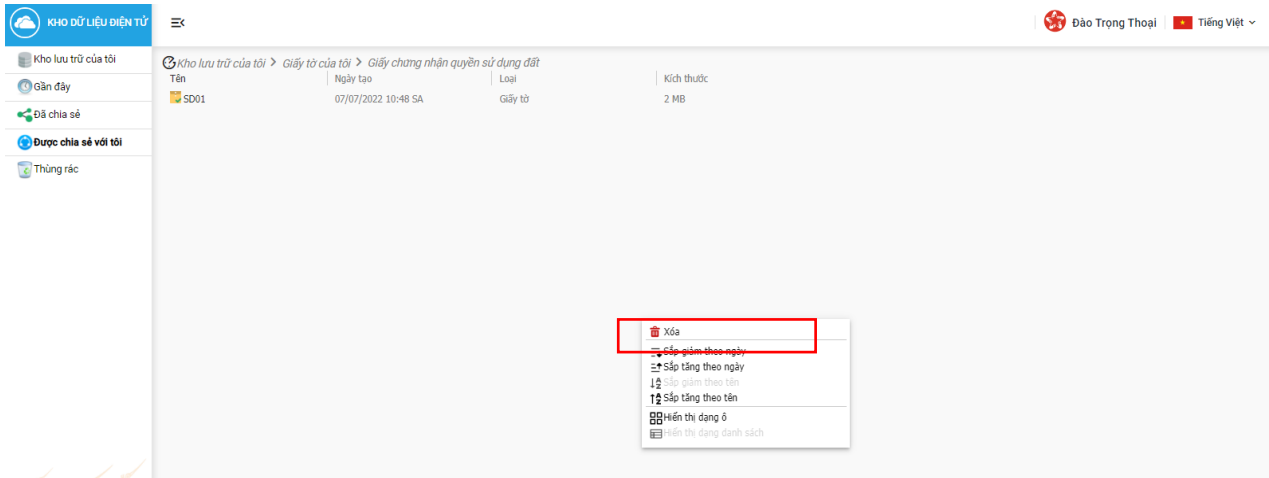 KHO DỮ LIỆU ĐIỆN TỬ
Đào Trọng Thoại
Tiếng Việt
Kho lưu trữ của tôi
Gần đây
Đã chia sẻ
Được chia sẻ với tôi
Thùng rác
Kho lưu trữ của tôi > Giấy tờ của tôi > Giấy chứng nhận quyền sử dụng đất
Tên Ngày tạo Loại Kích thước
SD01 07/07/2022 10:48 SA Giấy tờ 2 MB
Xóa
Sắp giảm theo ngày
Sắp tăng theo ngày
Sắp giảm theo tên
Sắp tăng theo tên
Hiển thị dạng ô
Hiển thị dạng danh sách